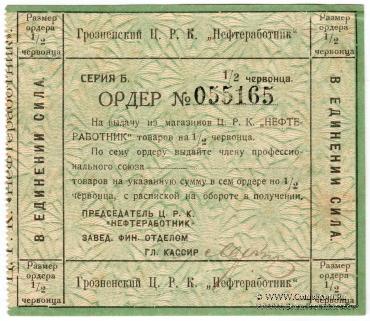 Размер
ордера
1/2
червонца
Грозненский Ц. Р. К. „Нефтеработник"
Размер
ордера
1/2
червонца
Ц. Р. К. «Нефтеработник»
В ЕДИНЕНИИ СИЛА.
СЕРИЯ Б. 1/2 червонца.
ОРДЕР № 055165
На выдачу из магазинов Ц. Р. К. „НЕФТЕ-
РАБОТНИК" товаров на 1/2 червонца.
По сему ордеру выдайте члену профессио-
нального союза
товаров на указанную сумму в сем ордере но 1/2
червонца, с распиской на обороте в получении.
ПРЕДСЕДАТЕЛЬ Ц. Р. К.
«НЕФТЕРАБОТНИК»
ЗАВЕД. ФИН. ОТДЕЛОМ
ГЛ. КАССИР
В ЕДИНЕНИИ СИЛА.
Размер
ордера
1/2
червонца
Грозненский Ц. Р. К. „Нефтеработник"
Размер
ордера
1/2
червонца